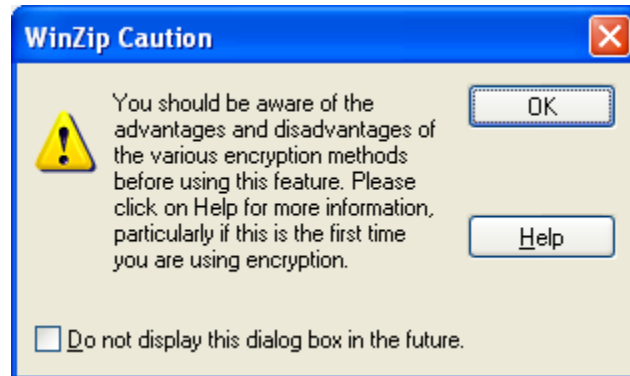 WinZip Caution
You should be aware of the
advantages and disadvantages of
the various encryption methods
before using this feature. Please
click on Help for more information,
particularly if this is the first time
you are using encryption.
OK
Help
Do not display this dialog box in the future.